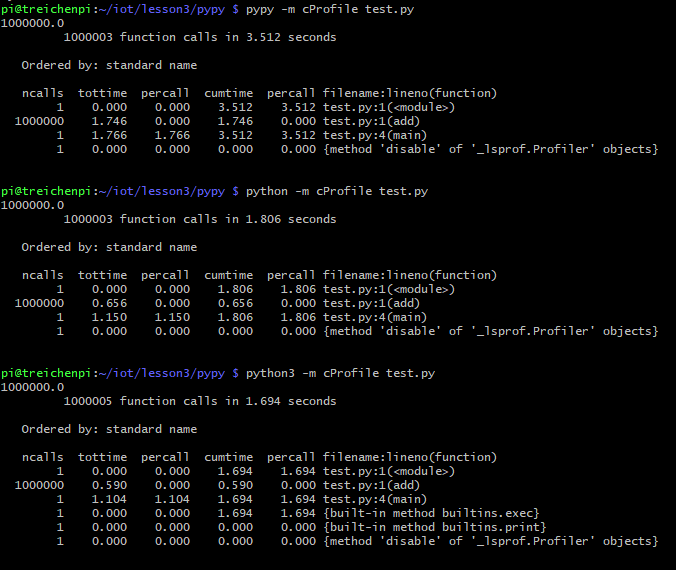 pi@treichenpi:~/iot/lesson3/pypy $ pypy -m cProfile test.py
1000000.0
         1000003 function calls in 3.512 seconds
   Ordered by: standard name
   ncalls  tottime  percall  cumtime  percall filename:lineno(function)
        1    0.000    0.000    3.512    3.512 test.py:1(<module>)
  1000000    1.746    0.000    1.746    0.000 test.py:1(add)
        1    1.766    1.766    3.512    3.512 test.py:4(main)
        1    0.000    0.000    0.000    0.000 {method 'disable' of '_lsprof.Profiler' objects}
pi@treichenpi:~/iot/lesson3/pypy $ python -m cProfile test.py
1000000.0
         1000003 function calls in 1.806 seconds
   Ordered by: standard name
   ncalls  tottime  percall  cumtime  percall filename:lineno(function)
        1    0.000    0.000    1.806    1.806 test.py:1(<module>)
  1000000    0.656    0.000    0.656    0.000 test.py:1(add)
        1    1.150    1.150    1.806    1.806 test.py:4(main)
        1    0.000    0.000    0.000    0.000 {method 'disable' of '_lsprof.Profiler' objects}
pi@treichenpi:~/iot/lesson3/pypy $ python3 -m cProfile test.py
1000000.0
         1000005 function calls in 1.694 seconds
   Ordered by: standard name
   ncalls  tottime  percall  cumtime  percall filename:lineno(function)
        1    0.000    0.000    1.694    1.694 test.py:1(<module>)
  1000000    0.590    0.000    0.590    0.000 test.py:1(add)
        1    1.104    1.104    1.694    1.694 test.py:4(main)
        1    0.000    0.000    1.694    1.694 {built-in method builtins.exec}
        1    0.000    0.000    0.000    0.000 {built-in method builtins.print}
        1    0.000    0.000    0.000    0.000 {method 'disable' of '_lsprof.Profiler' objects}